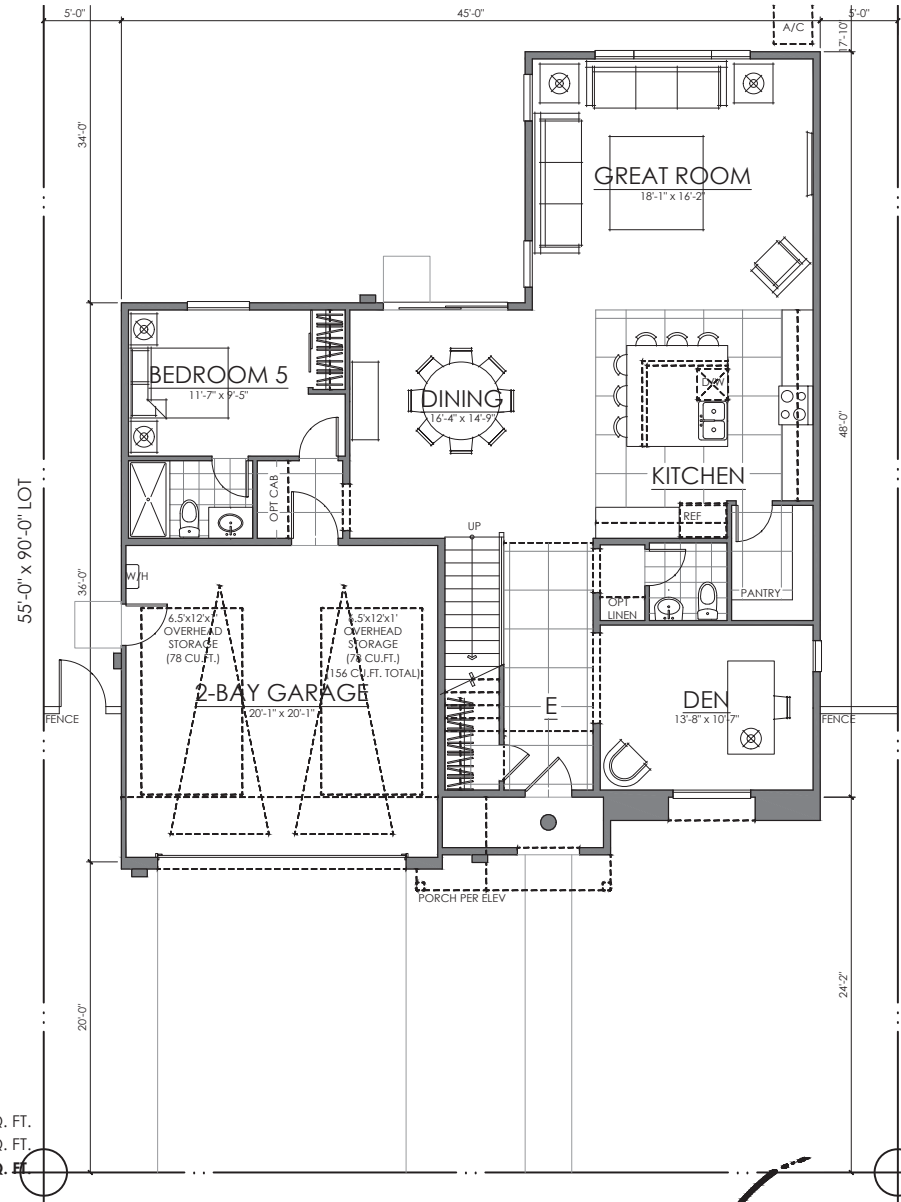 5'-0"
45'-0"
5'-0"
A/C
17'-10"
34'-0"
GREAT ROOM
18'-1" x 16'-2"
BEDROOM 5
11'-7" x 9'-5"
DINING
16'-4" x 14'-9"
D/W
48'-0"
KITCHEN
55'-0" x 90'-0" LOT
OPT CAB
REF
UP
W/H
36'-0"
PANTRY
OPT
LINEN
6.5'x12'x1'
OVERHEAD
STORAGE
(78 CU.FT.)
6.5'x12'x1'
OVERHEAD
STORAGE
(78 CU.FT.)
(156 CU.FT. TOTAL)
2-BAY GARAGE
20'-1" x 20'-1"
E
DEN
13'-8" x 10'-7"
FENCE
FENCE
PORCH PER ELEV
20'-0"
24'-2"
Q. FT.
Q. FT.
Q. FT.